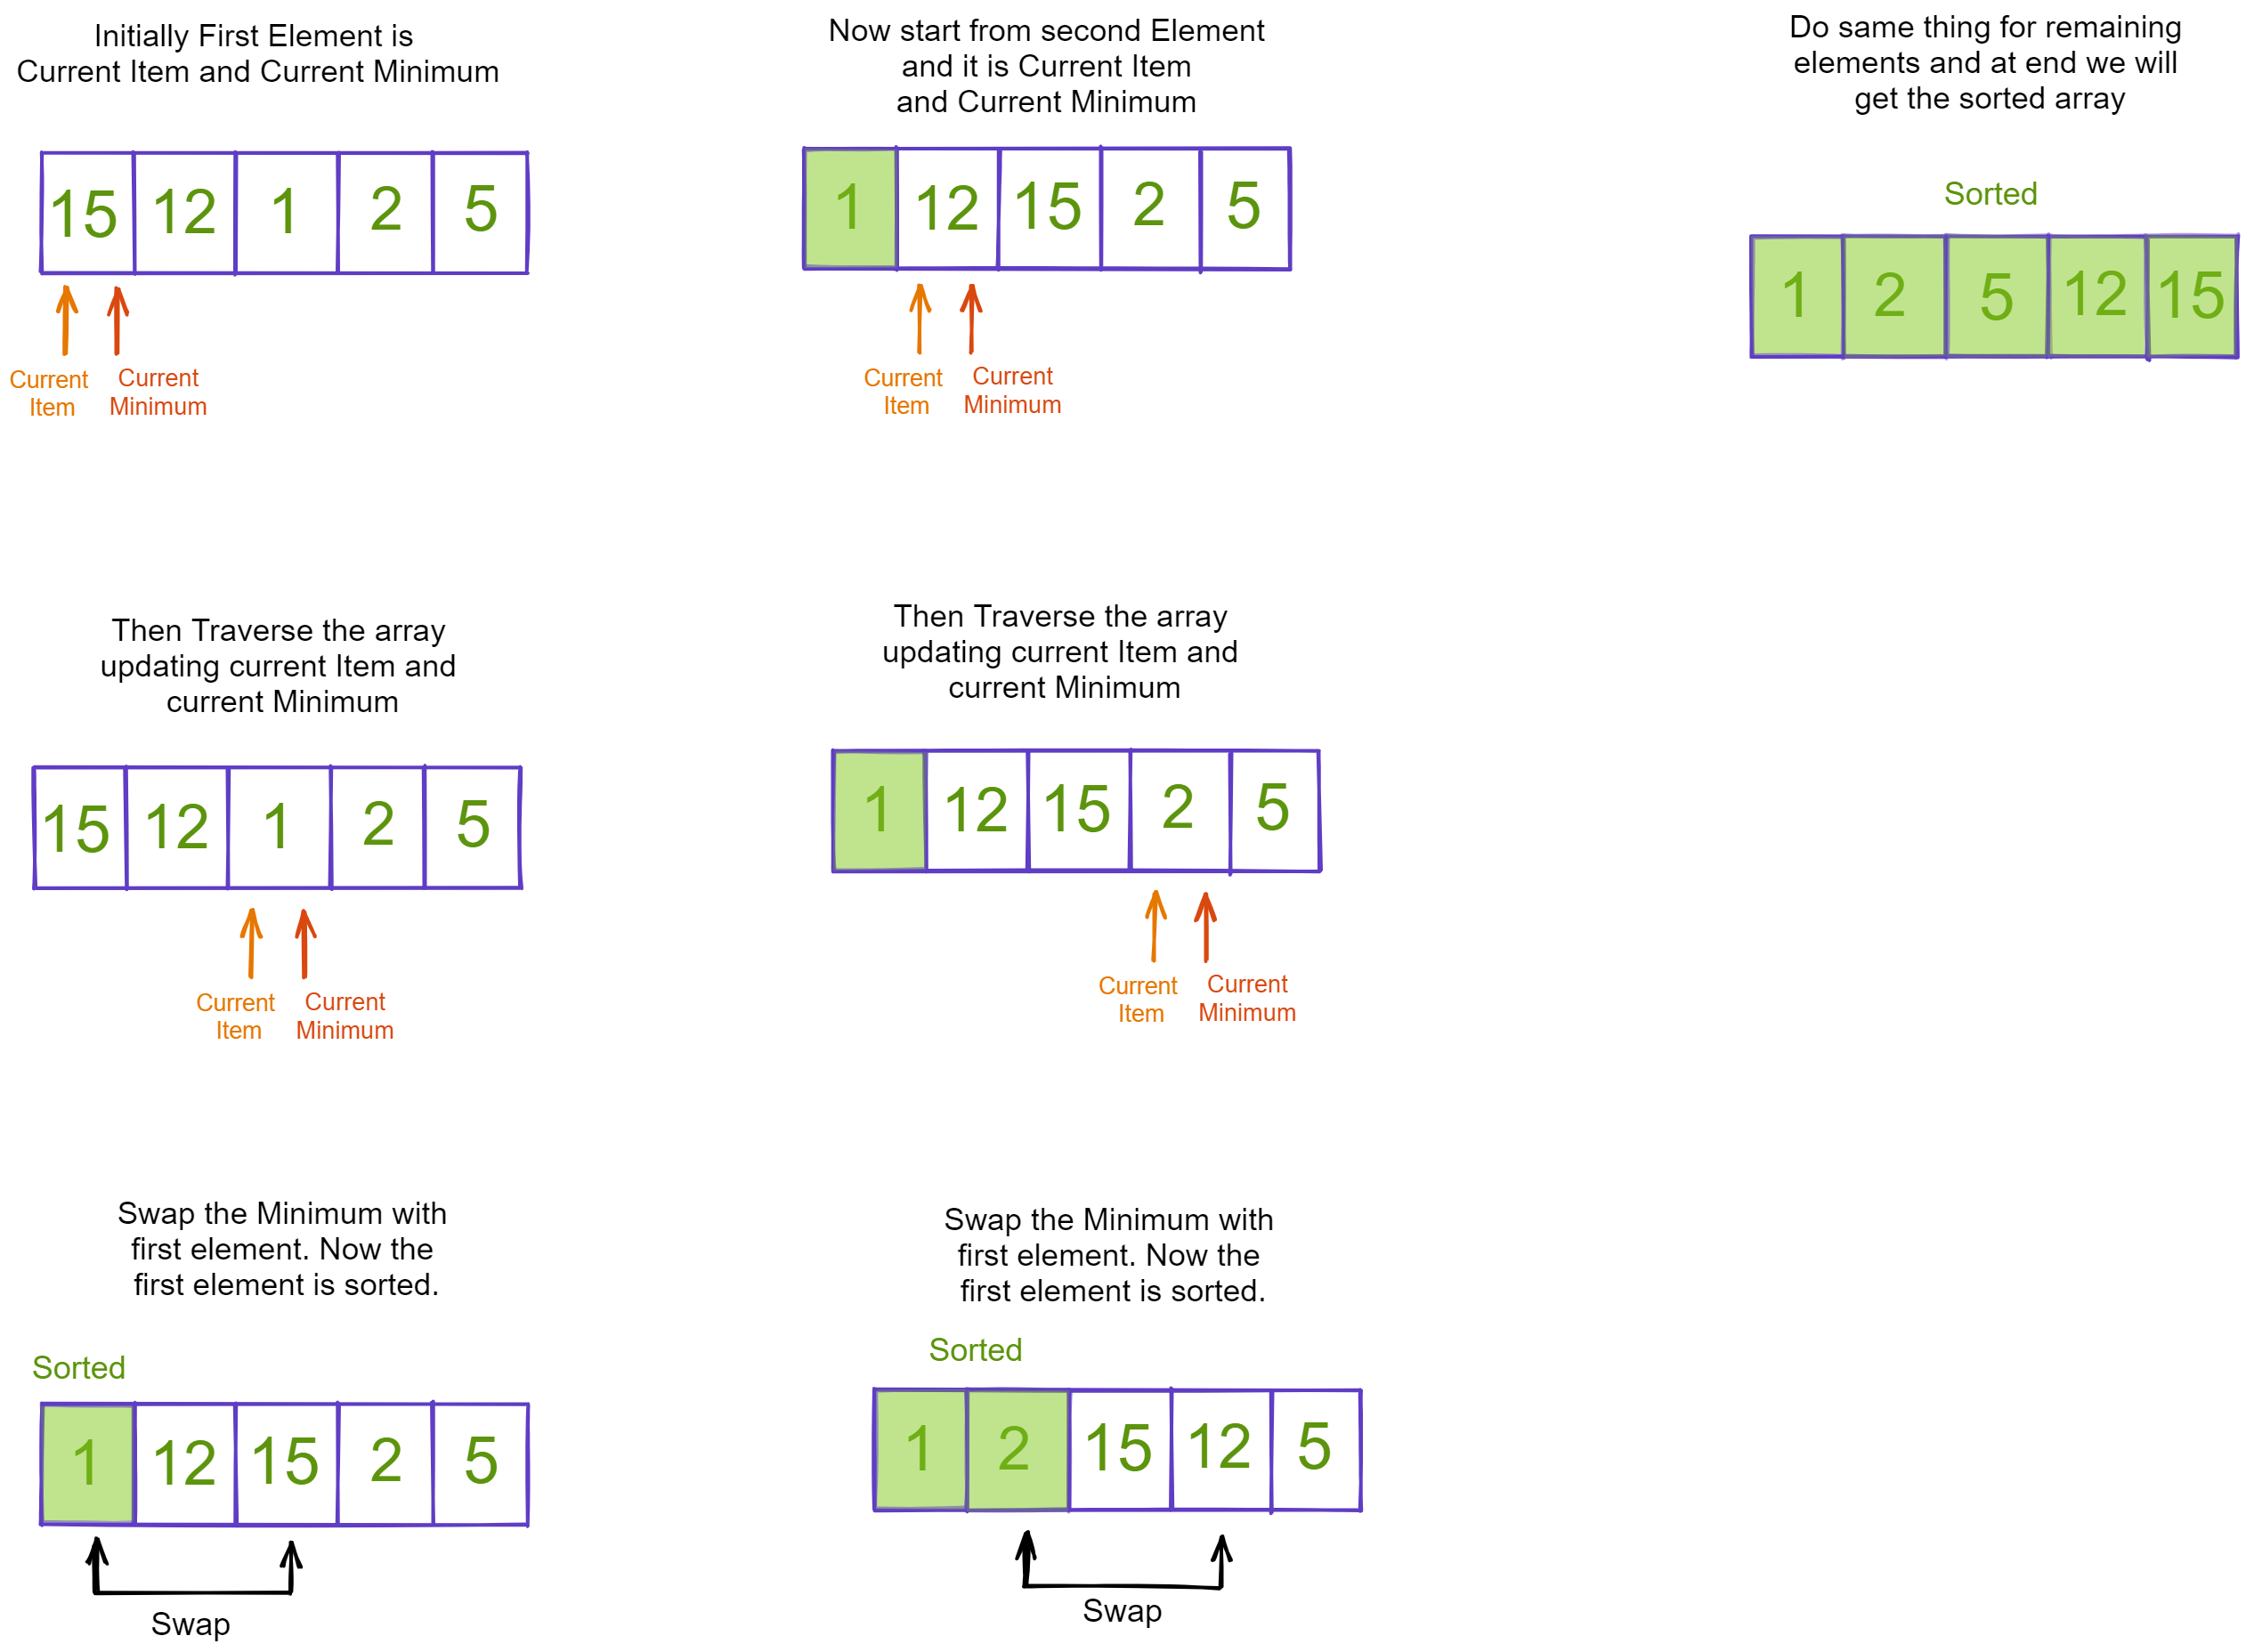 Initially First Element is
Current Item and Current Minimum
15 12 1 2 5
Current Current
Item Minimum
Then Traverse the array
updating current Item and
current Minimum
15 12 1 2 5
Current Current
Item Minimum
Swap the Minimum with
first element. Now the
first element is sorted.
Sorted
1 12 15 2 5
Swap
Now start from second Element
and it is Current Item
and Current Minimum
1 12 15 2 5
Current Current
Item Minimum
Then Traverse the array
updating current Item and
current Minimum
1 12 15 2 5
Current Current
Item Minimum
Swap the Minimum with
first element. Now the
first element is sorted.
Sorted
1 2 15 12 5
Swap
Do same thing for remaining
elements and at end we will
get the sorted array
Sorted
1 2 5 12 15